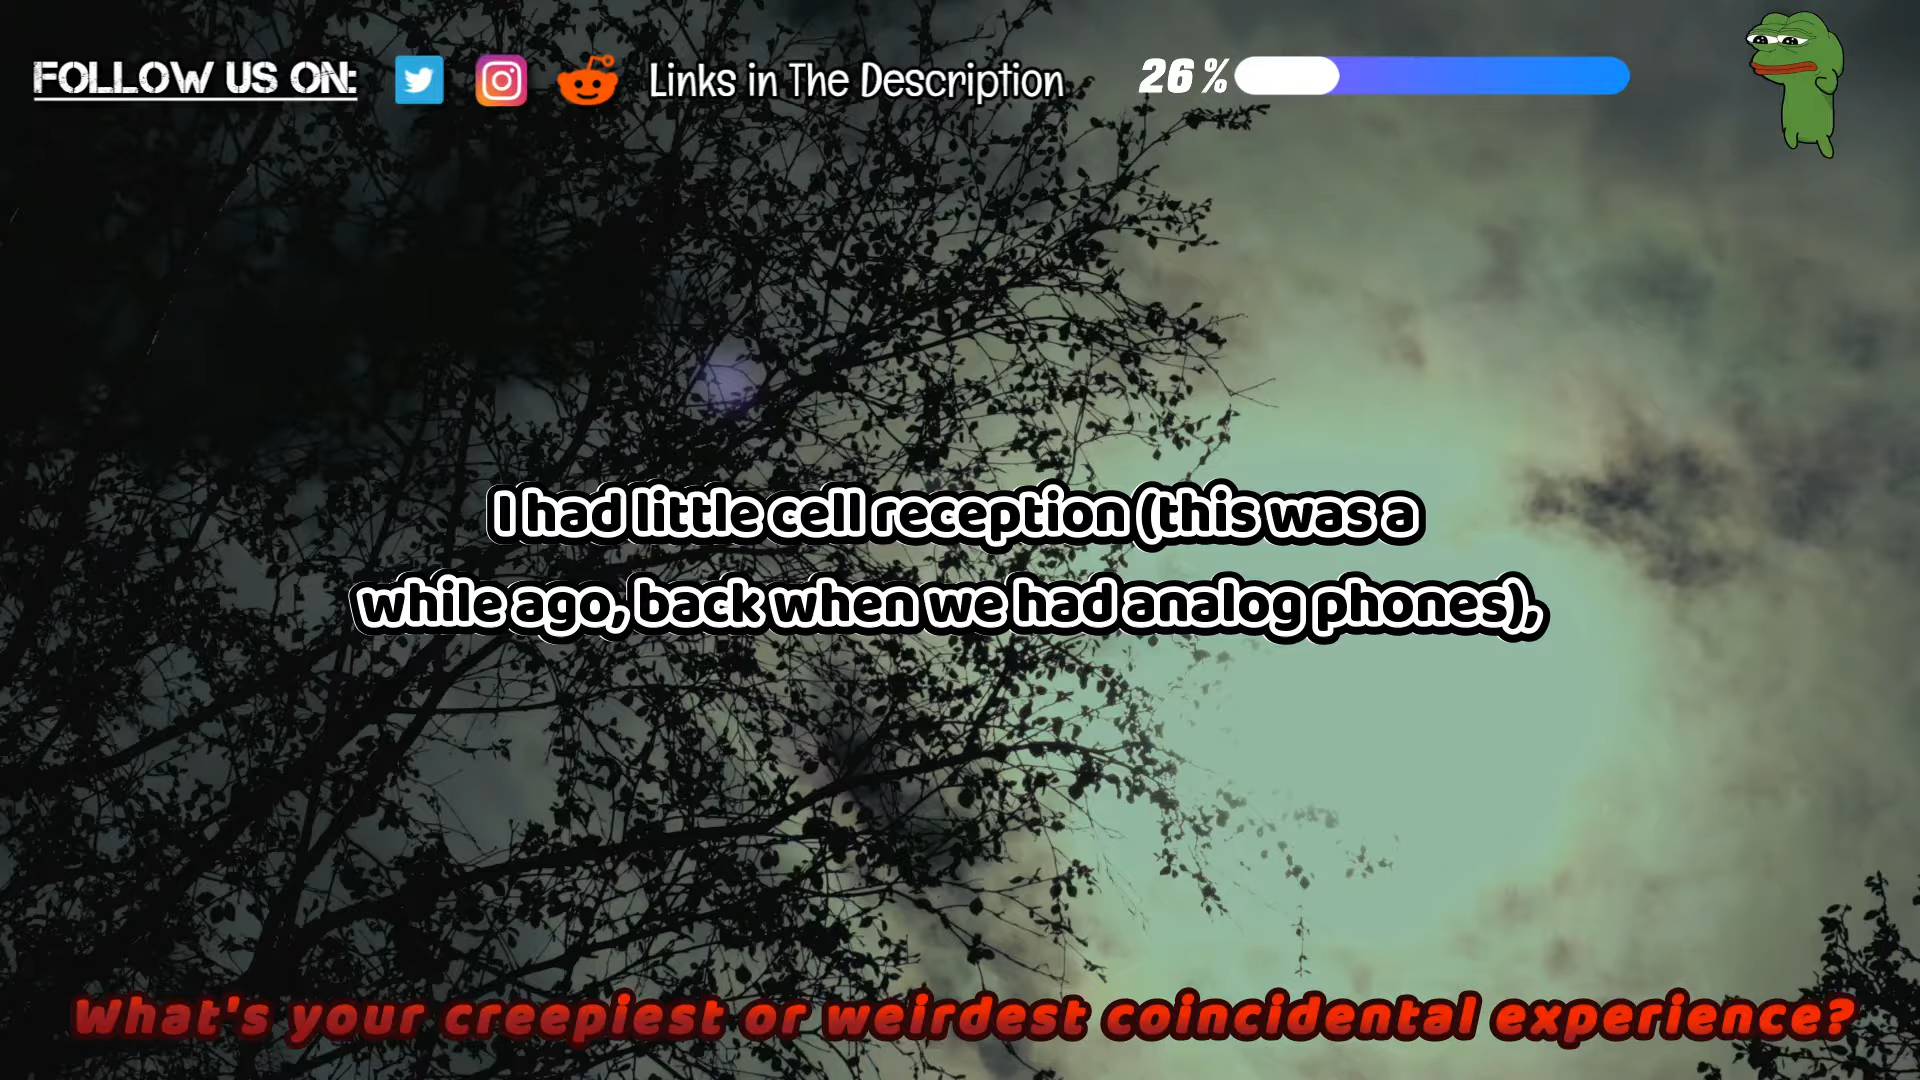 FOLLOW US ON: Links in The Description 26 %
I had little cell reception (this was a
while ago, back when we had analog phones),
What's your creepiest or weirdest coincidental experience?